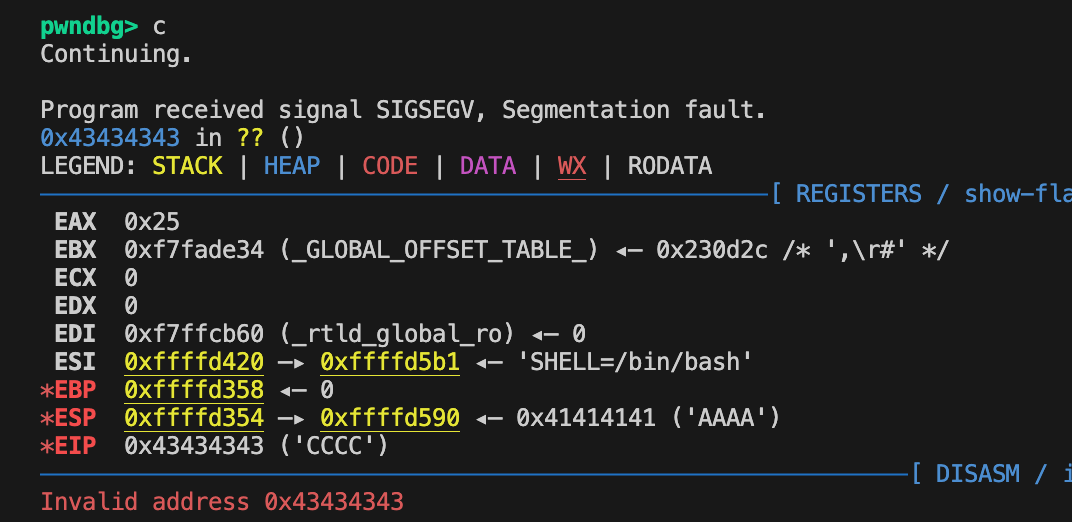 pwndbg> c
Continuing.
Program received signal SIGSEGV, Segmentation fault.
0x43434343 in ?? ()
LEGEND: STACK | HEAP | CODE | DATA | WX | RODATA
[ REGISTERS / show-fla
EAX 0x25
EBX 0xf7fade34 (_GLOBAL_OFFSET_TABLE_) ◂— 0x230d2c /* ',\r#' */
ECX 0
EDX 0
EDI 0xf7ffcb60 (_rtld_global_ro) ◂— 0
ESI 0xffffd420 —▸ 0xffffd5b1 ◂— 'SHELL=/bin/bash'
*EBP 0xffffd358 ◂— 0
*ESP 0xffffd354 —▸ 0xffffd590 ◂— 0x41414141 ('AAAA')
*EIP 0x43434343 ('CCCC')
[ DISASM / i
Invalid address 0x43434343